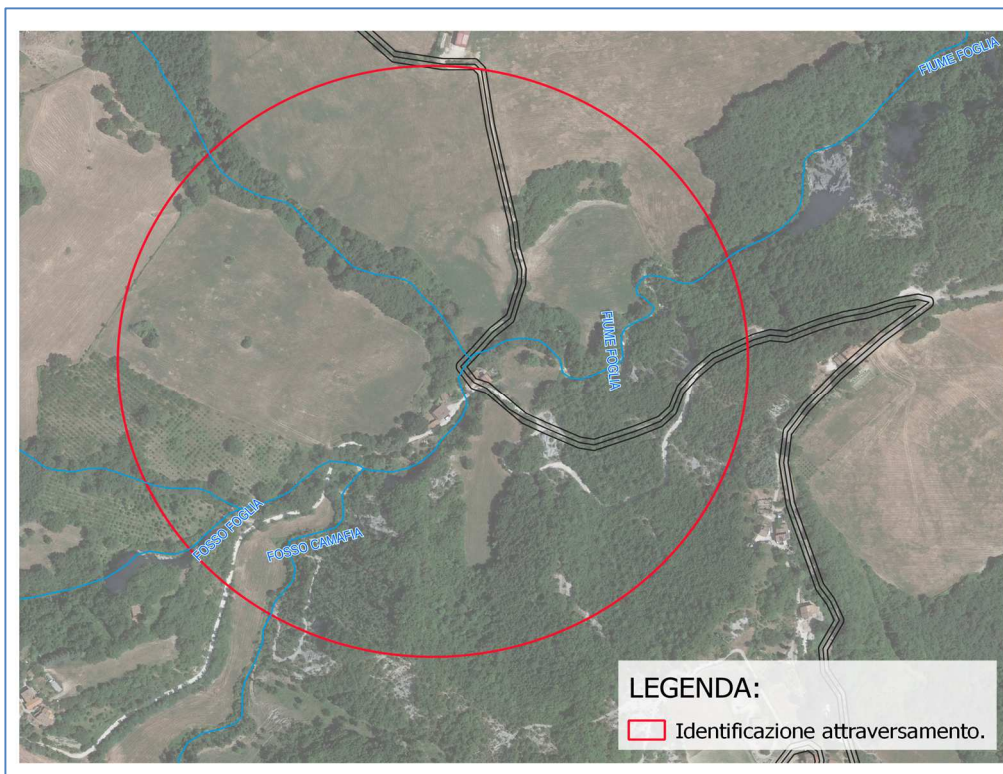 FIUME FOGLIA
FIUME FOGLIA
FOSSO FOGLIA
FOSSO CAMAFIA
LEGENDA:
Identificazione attraversamento.